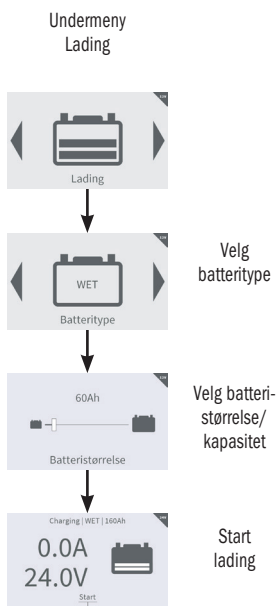 Undermeny
Lading
Lading
WET
Batteritype
Velg
batteritype
60Ah
Batteristørrelse
Velg batteri-
størrelse/
kapasitet
Charging | WET | 160Ah
0.0A
24.0V
Start
Start
lading